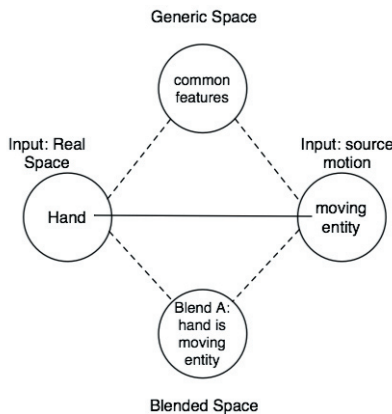 Generic Space
common
features
Input: Real
Space
Input: source
motion
Hand
moving
entity
Blend A:
hand is
moving
entity
Blended Space